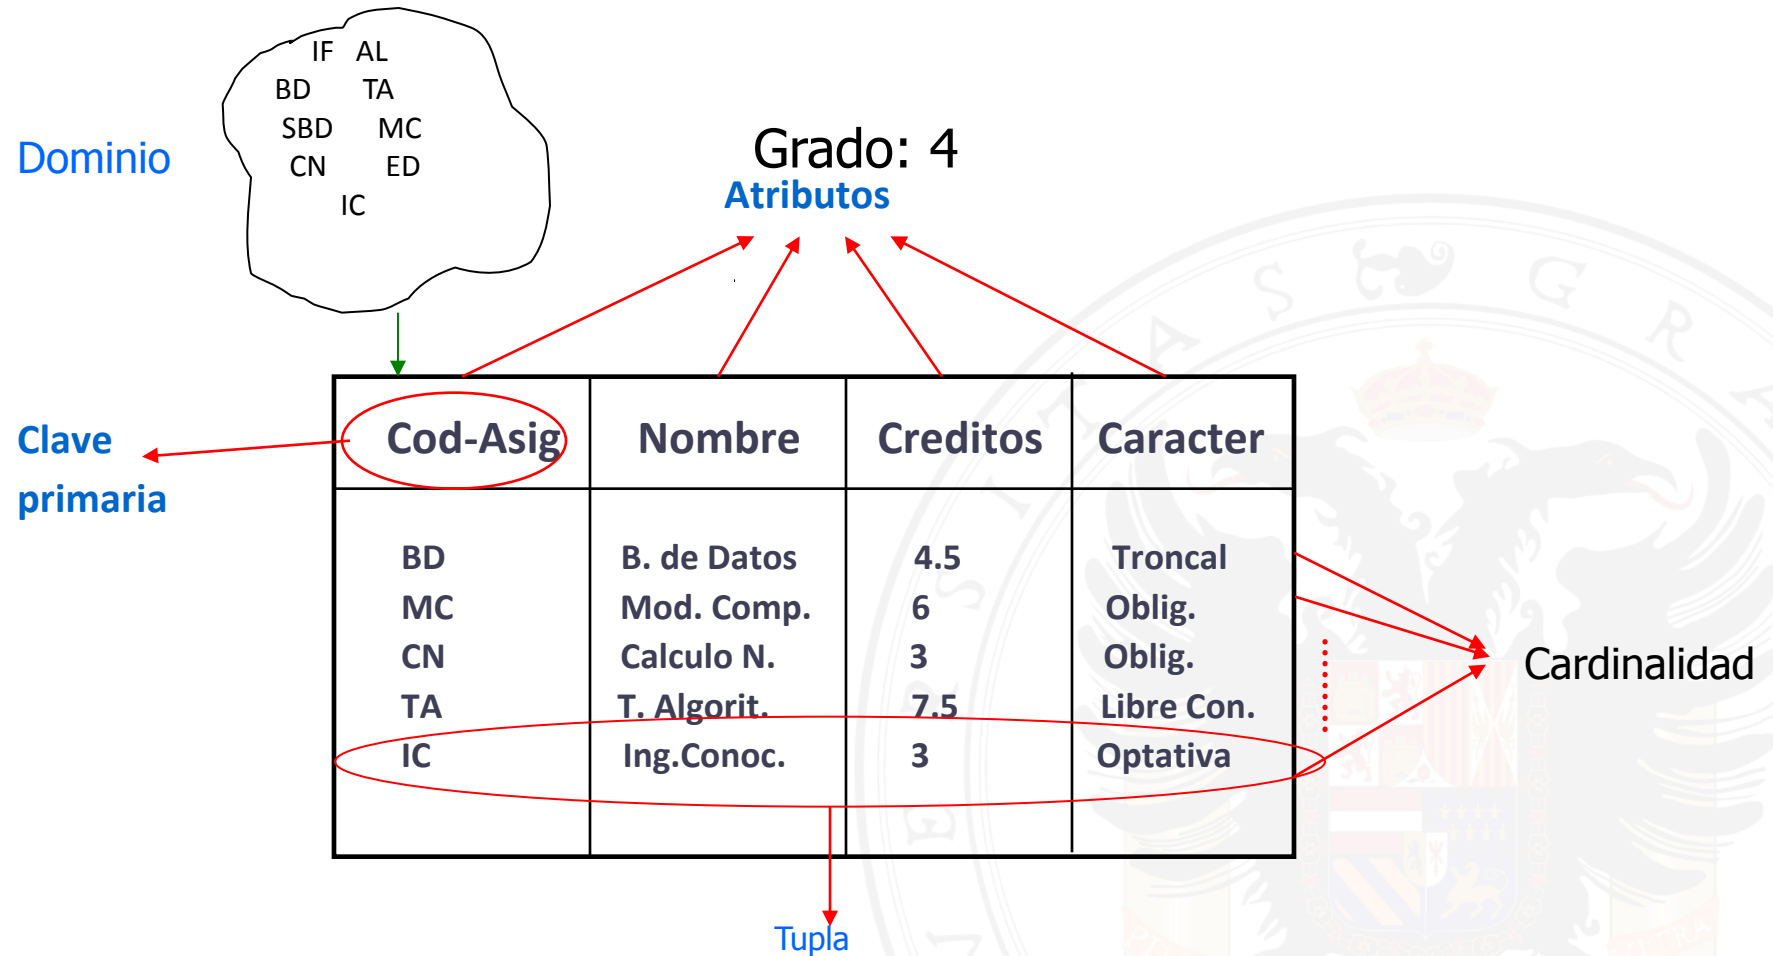 IF AL
BD TA
SBD MC
CN ED
IC
Dominio
Grado: 4
Atributos
Clave
primaria
Cod-Asig Nombre Creditos Caracter
BD B. de Datos 4.5 Troncal
MC Mod. Comp. 6 Oblig.
CN Calculo N. 3 Oblig.
TA T. Algorit. 7.5 Libre Con.
IC Ing.Conoc. 3 Optativa
Cardinalidad
Tupla